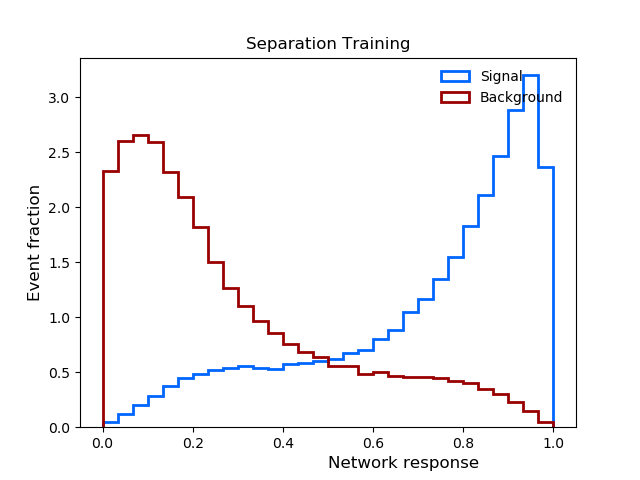 Separation Training
Signal
Background
3.0
2.5
2.0
1.5
1.0
0.5
0.0
Event fraction
0.0 0.2 0.4 0.6 0.8 1.0
Network response